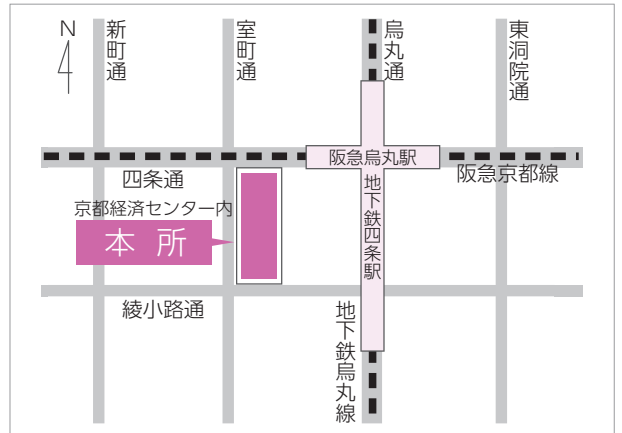 N
新町通
室町通
烏丸通
東洞院通
阪急烏丸駅
四条通
阪急京都線
地下鉄四条駅
京都経済センター内
本所
綾小路通
地下鉄烏丸線